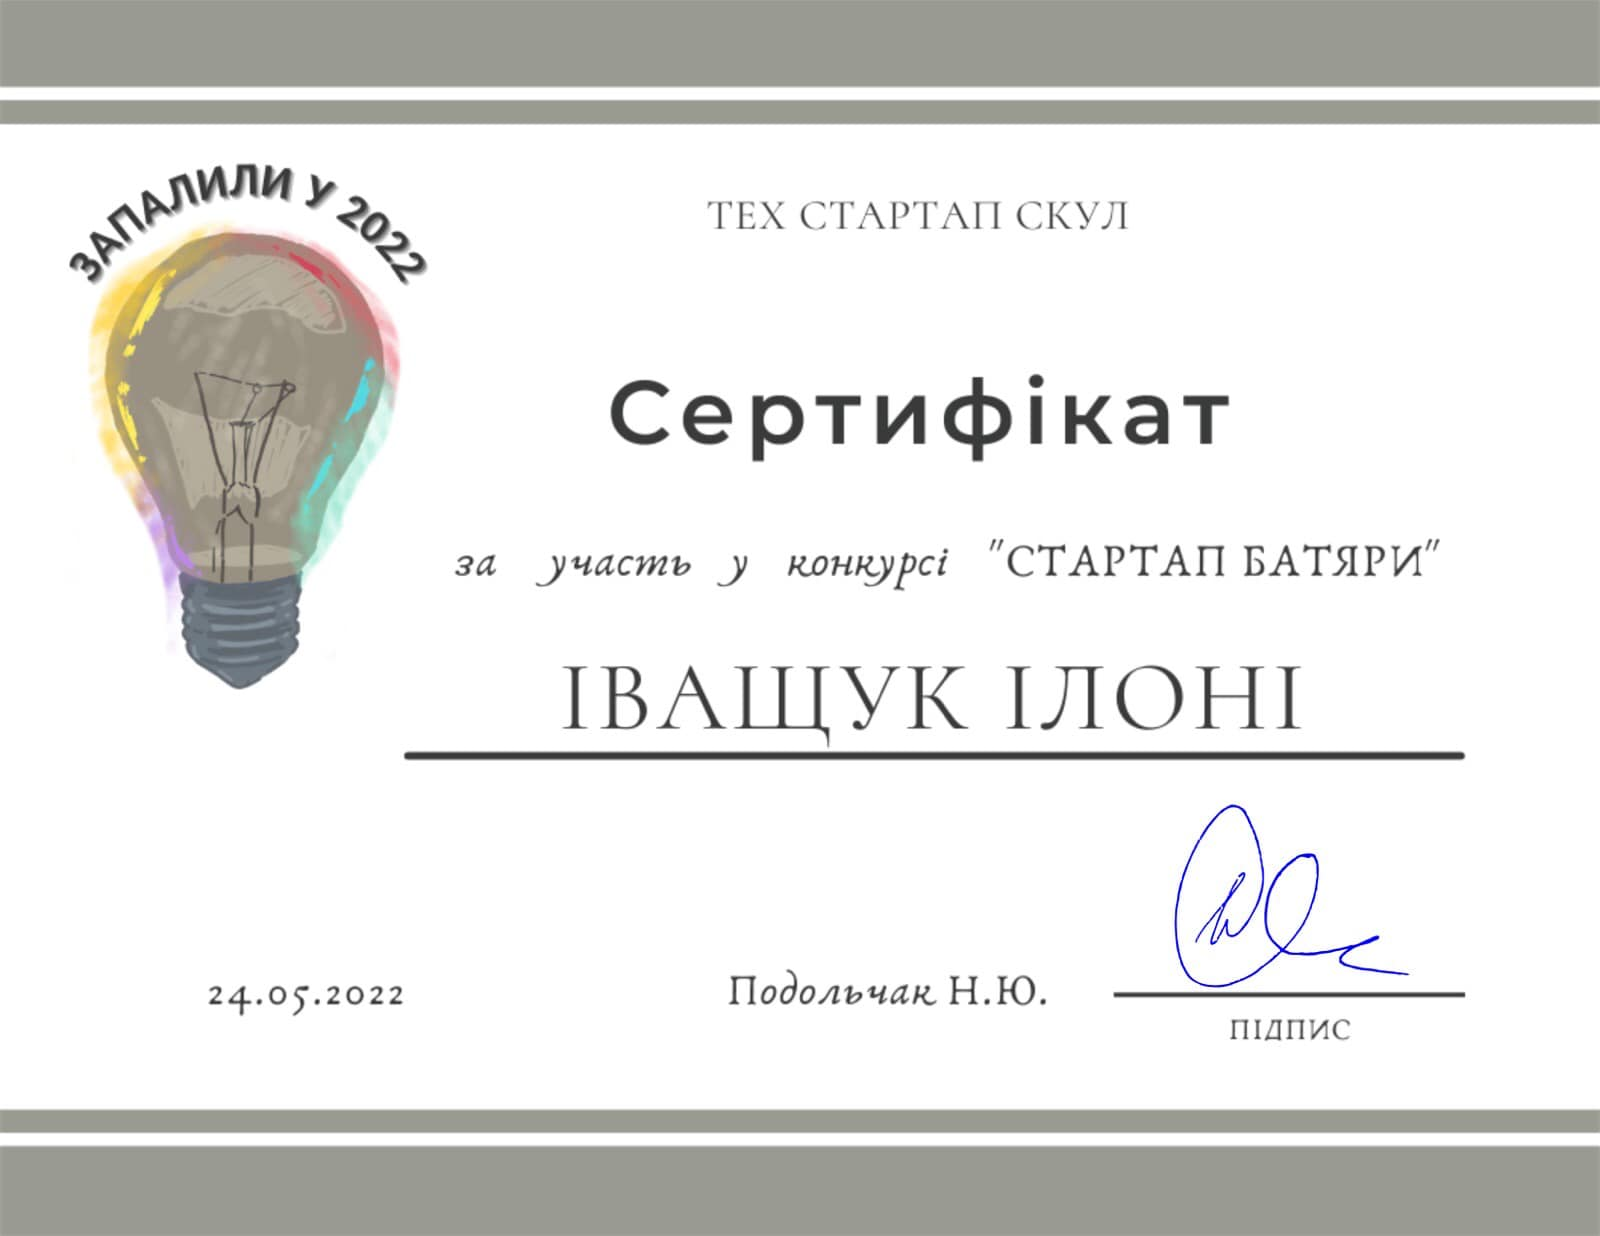 ЗАПАЛИЛИ У 2022
ТЕХ СТАРТАП СКУЛ
Сертифікат
за участь у конкурсі "СТАРТАП БАТЯРИ"
ІВАЩУК ІЛОНІ
24.05.2022
Подольчак Н.Ю.
ПІДПИС